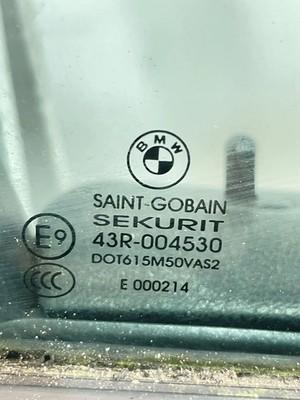 BMW
SAINT-GOBAIN
SEKURIT
E9
43R-004530
DOT615M50VAS2
CCC
E 000214